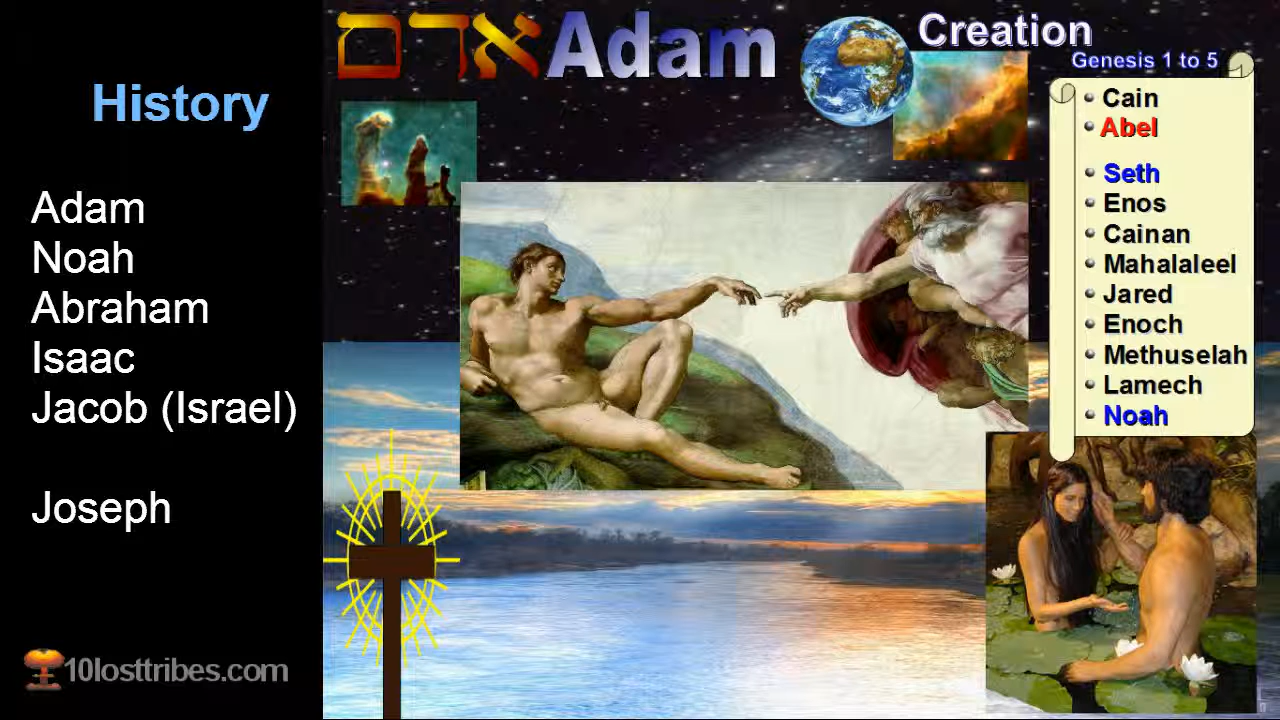 History
Adam
Noah
Abraham
Isaac
Jacob (Israel)
Joseph
10losttribes.com
אדם Adam
Creation
Genesis 1 to 5
• Cain
• Abel
• Seth
• Enos
• Cainan
• Mahalaleel
• Jared
• Enoch
• Methuselah
• Lamech
• Noah